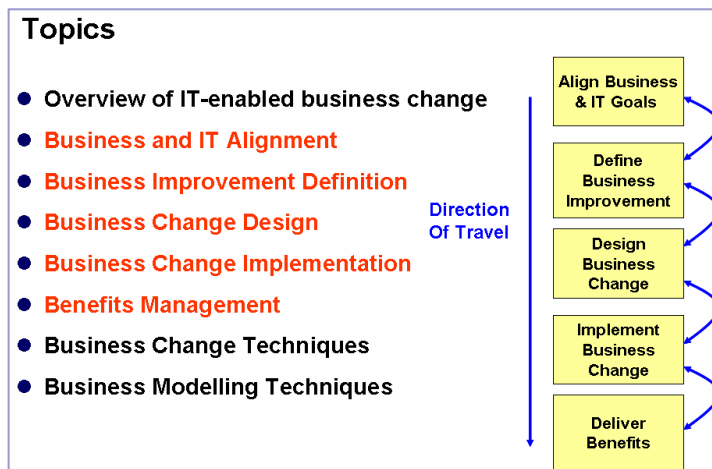 Topics
Overview of IT-enabled business change
Business and IT Alignment
Business Improvement Definition
Business Change Design
Business Change Implementation
Benefits Management
Business Change Techniques
Business Modelling Techniques
Direction
Of Travel
Align Business
& IT Goals
Define
Business
Improvement
Design
Business
Change
Implement
Business
Change
Deliver
Benefits